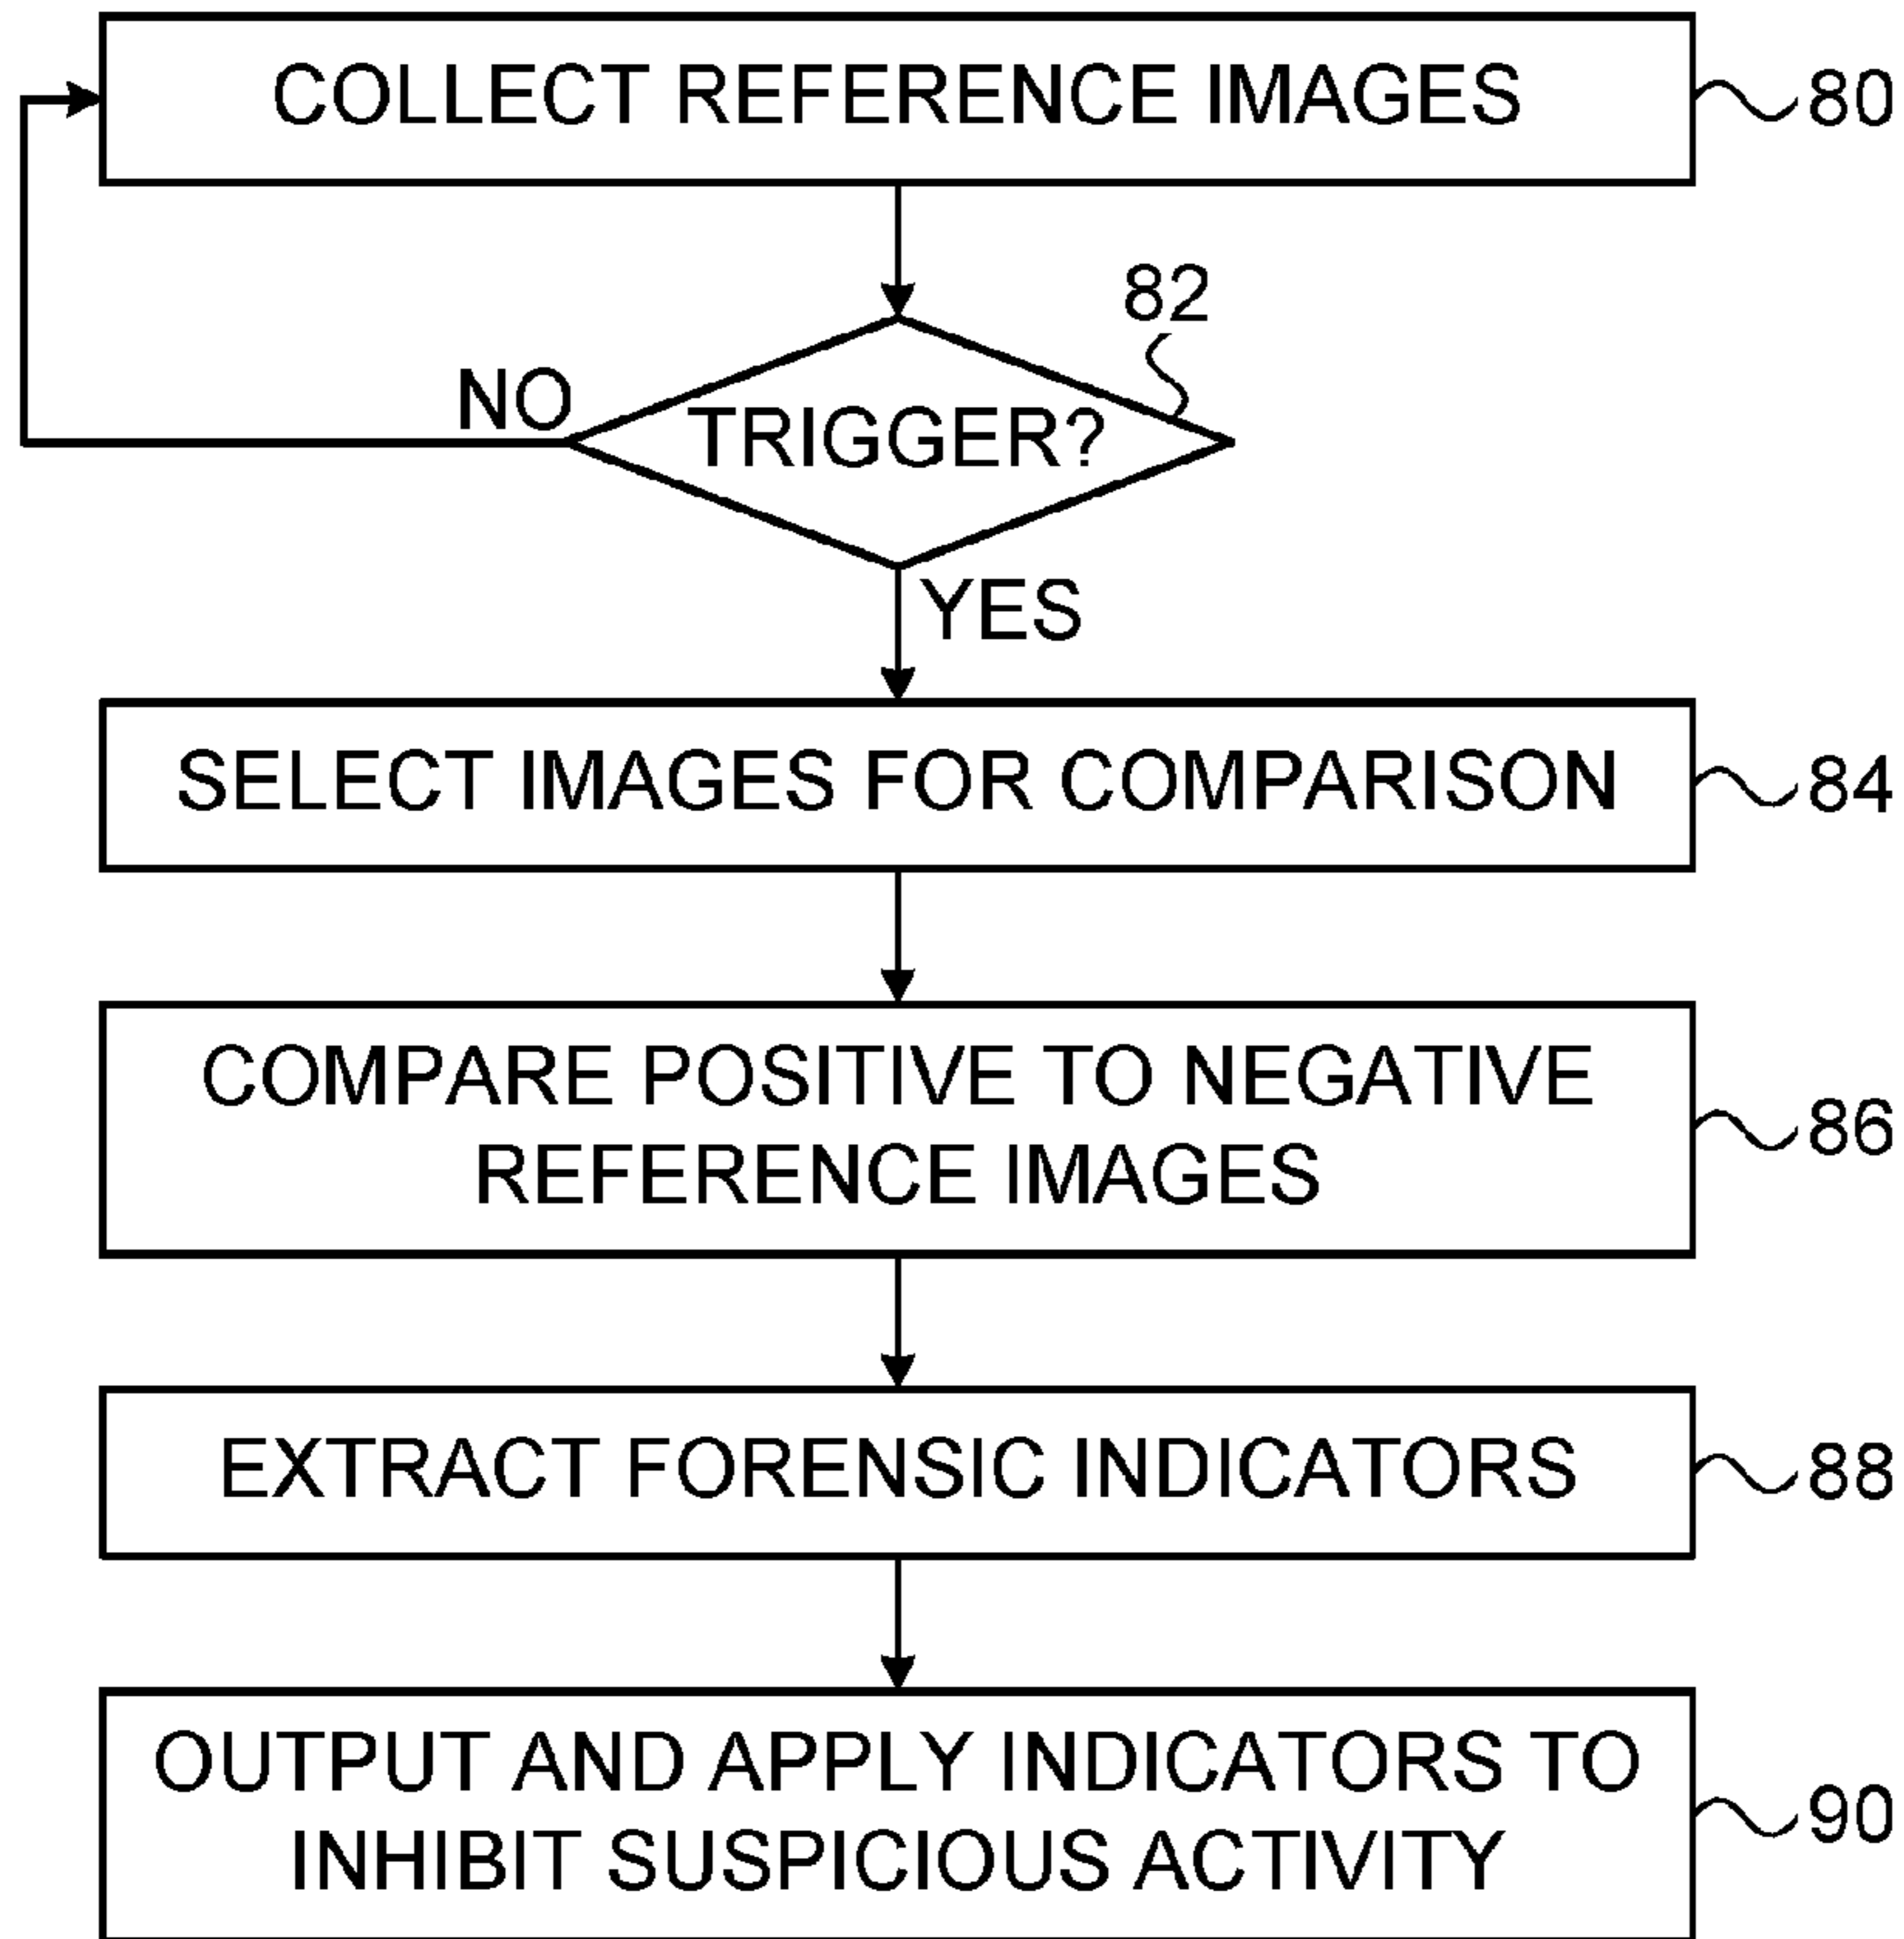 COLLECT REFERENCE IMAGES
80
82
NO
TRIGGER?
YES
SELECT IMAGES FOR COMPARISON
84
COMPARE POSITIVE TO NEGATIVE
REFERENCE IMAGES
86
EXTRACT FORENSIC INDICATORS
88
OUTPUT AND APPLY INDICATORS TO
INHIBIT SUSPICIOUS ACTIVITY
90